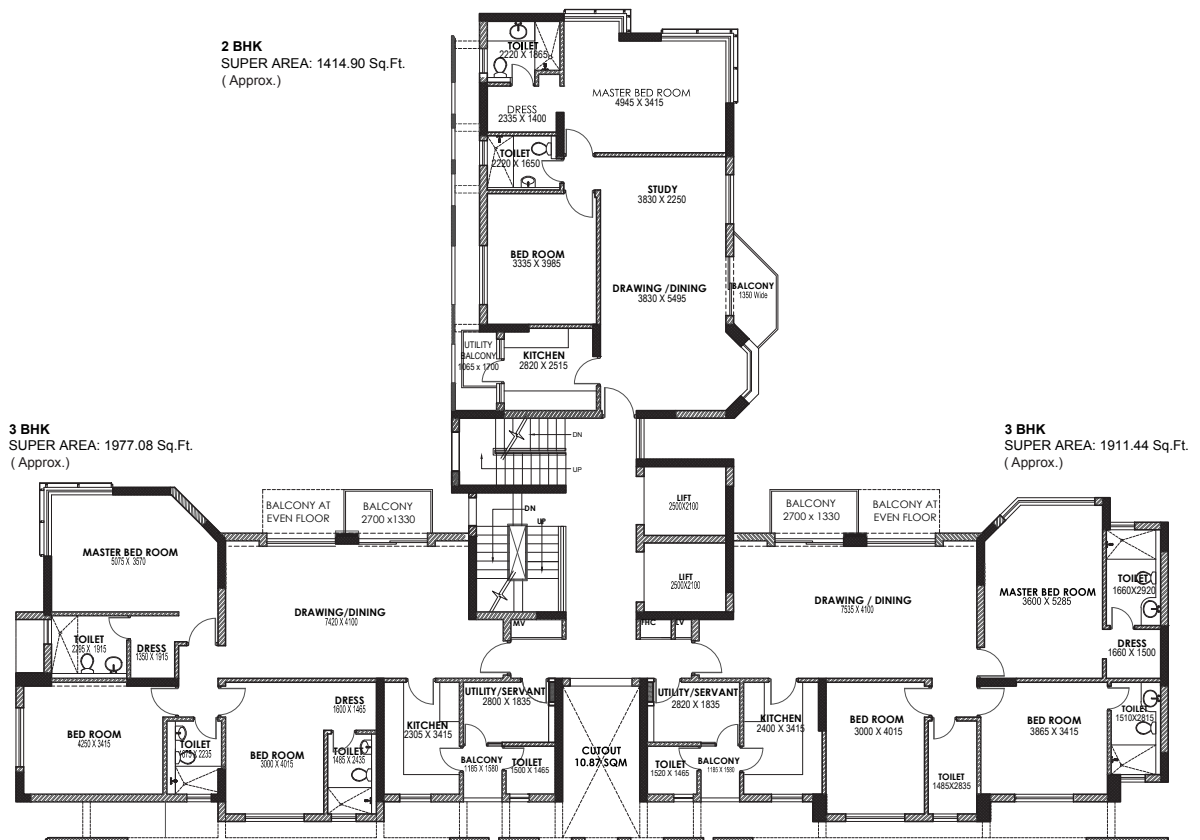 2 BHK
SUPER AREA: 1414.90 Sq.Ft.
( Approx.)
TOILET
2220 X 1865
MASTER BED ROOM
4945 X 3415
DRESS
2335 X 1400
TOILET
2220 X 1650
STUDY
3830 X 2250
BED ROOM
3335 X 3985
DRAWING /DINING
3830 X 5495
BALCONY
1350 Wide
UTILITY
BALCONY
1065 x 1700
KITCHEN
2820 X 2515
DN
UP
3 BHK
SUPER AREA: 1977.08 Sq.Ft.
( Approx.)
3 BHK
SUPER AREA: 1911.44 Sq.Ft.
( Approx.)
BALCONY AT
EVEN FLOOR
BALCONY
2700 x1330
DN
UP
LIFT
2500X2100
LIFT
2500X2100
BALCONY
2700 x 1330
BALCONY AT
EVEN FLOOR
MASTER BED ROOM
5075 X 3570
DRAWING/DINING
7420 X 4100
DRAWING / DINING
7535 X 4100
MASTER BED ROOM
3600 X 5285
TOILET
1660X2920
MV
LV
TOILET
2295 X 1915
DRESS
1350 X 1915
DRESS
1660 X 1500
BED ROOM
4250 X 3415
TOILET
BED ROOM
3000 X 4015
DRESS
1600 X 1465
TOILET
1485 X 2435
KITCHEN
2305 X 3415
UTILITY/SERVANT
2800 X 1835
BALCONY
1185 X 1580
TOILET
1500 X 1465
CUTOUT
10.87 SQM
UTILITY/SERVANT
2820 X 1835
TOILET
1520 X 1465
BALCONY
1185 X 1580
KITCHEN
2400 X 3415
BED ROOM
3000 X 4015
TOILET
1485X2835
BED ROOM
3865 X 3415
TOILET
1510X2815